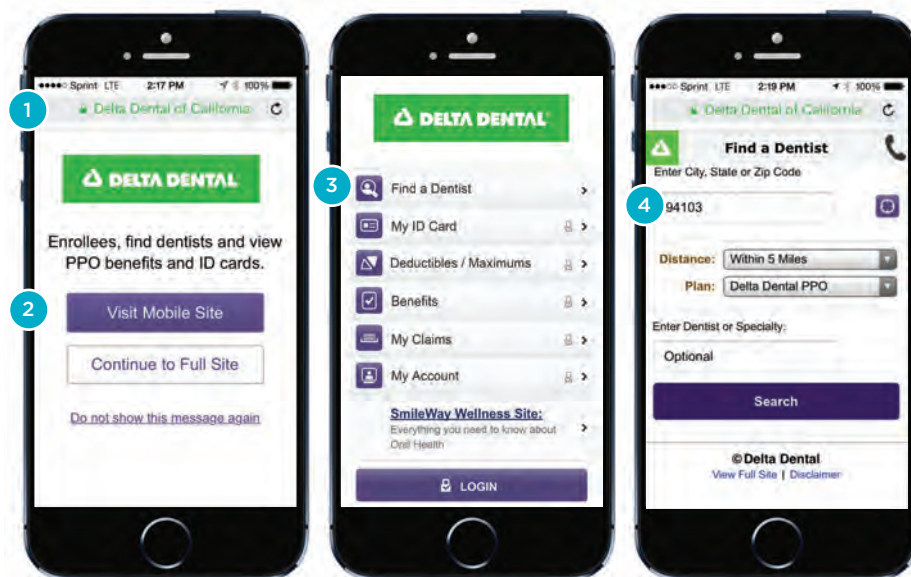 Sprint LTE 2:17 PM 100%
1
Delta Dental of California
DELTA DENTAL
Enrollees, find dentists and view
PPO benefits and ID cards.
2
Visit Mobile Site
Continue to Full Site
Do not show this message again
DELTA DENTAL
3
Find a Dentist
My ID Card
Deductibles / Maximums
Benefits
My Claims
My Account
SmileWay Wellness Site:
Everything you need to know about
Oral Health
LOGIN
Sprint LTE 2:19 PM 100%
Delta Dental of California
Find a Dentist
Enter City, State or Zip Code
4
94103
Distance: Within 5 Miles
Plan: Delta Dental PPO
Enter Dentist or Specialty:
Optional
Search
©Delta Dental
View Full Site | Disclaimer